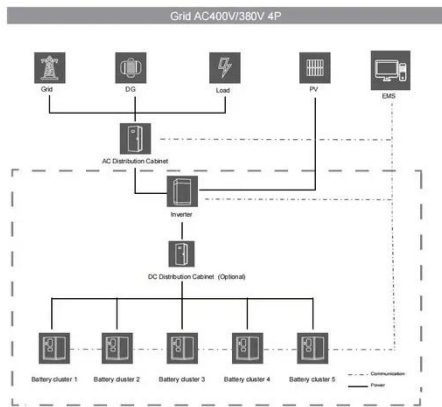 Grid AC400V/380V 4P
Grid
DG
Load
PV
EMS
AC Distribution Cabinet
Inverter
DC Distribution Cabinet (Optional)
Battery cluster 1
Battery cluster 2
Battery cluster 3
Battery cluster 4
Battery cluster 5
Communication
Power